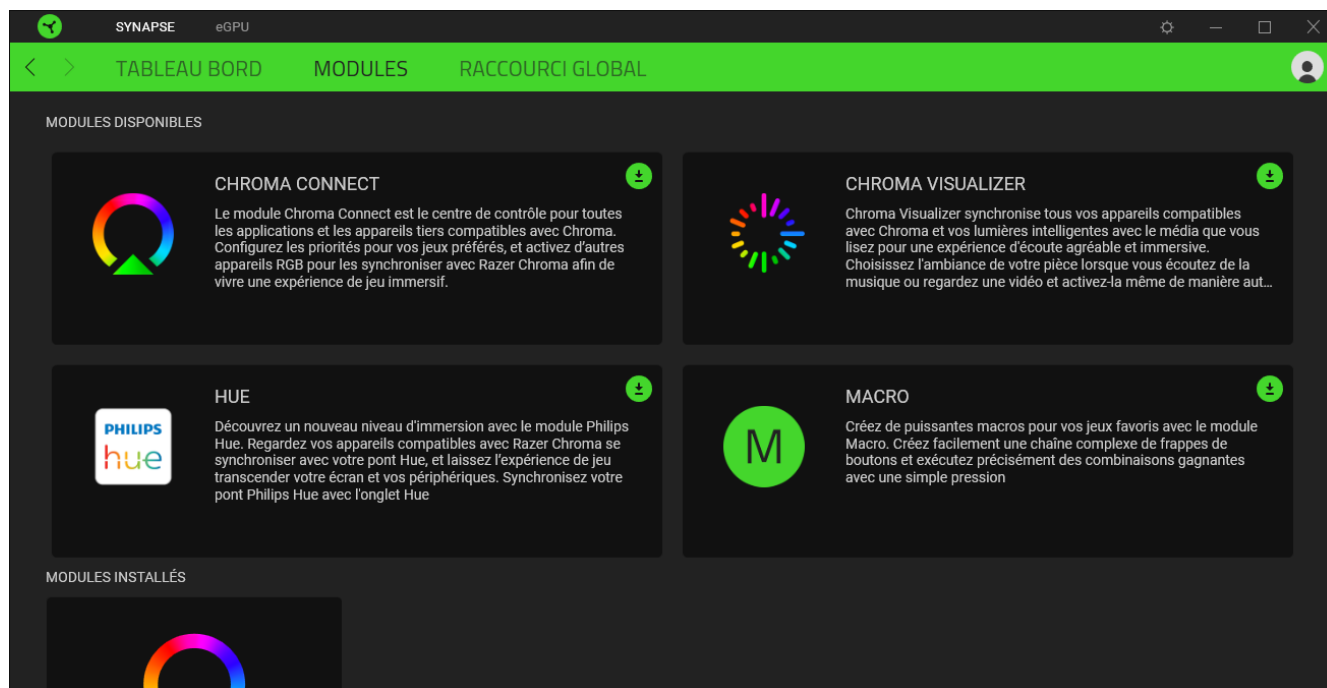 SYNAPSE eGPU
TABLEAU BORD MODULES RACCOURCI GLOBAL
MODULES DISPONIBLES
CHROMA CONNECT
Le module Chroma Connect est le centre de contrôle pour toutes
les applications et les appareils tiers compatibles avec Chroma.
Configurez les priorités pour vos jeux préférés, et activez d'autres
appareils RGB pour les synchroniser avec Razer Chroma afin de
vivre une expérience de jeu immersif.
CHROMA VISUALIZER
Chroma Visualizer synchronise tous vos appareils compatibles
avec Chroma et vos lumières intelligentes avec le média que vous
lisez pour une expérience d'écoute agréable et immersive.
Choisissez l'ambiance de votre pièce lorsque vous écoutez de la
musique ou regardez une vidéo et activez-la même de manière aut...
PHILIPS
hue
HUE
Découvrez un nouveau niveau d'immersion avec le module Philips
Hue. Regardez vos appareils compatibles avec Razer Chroma se
synchroniser avec votre pont Hue, et laissez l'expérience de jeu
transcender votre écran et vos périphériques. Synchronisez votre
pont Philips Hue avec l'onglet Hue
M
MACRO
Créez de puissantes macros pour vos jeux favoris avec le module
Macro. Créez facilement une chaîne complexe de frappes de
boutons et exécutez précisément des combinaisons gagnantes
avec une simple pression
MODULES INSTALLÉS